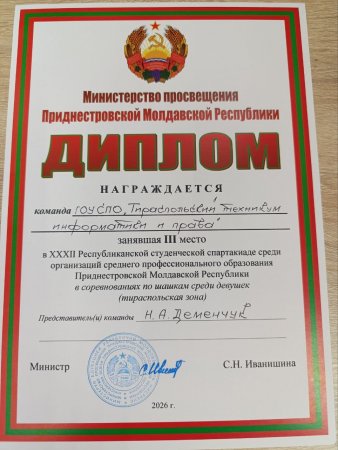 Министерство просвещения
Приднестровской Молдавской Республики
ДИПЛОМ
НАГРАЖДАЕТСЯ
команда ГОУ СПО „Тираспольский техникум
информатики и права"
занявшая III место
в XXXII Республиканской студенческой спартакиаде среди
организаций среднего профессионального образования
Приднестровской Молдавской Республики
в соревнованиях по шашкам среди девушек
(тираспольская зона)
Представитель(и) команды Н.А. Деменчук
Министр С.Н. Иванишина
2026 г.